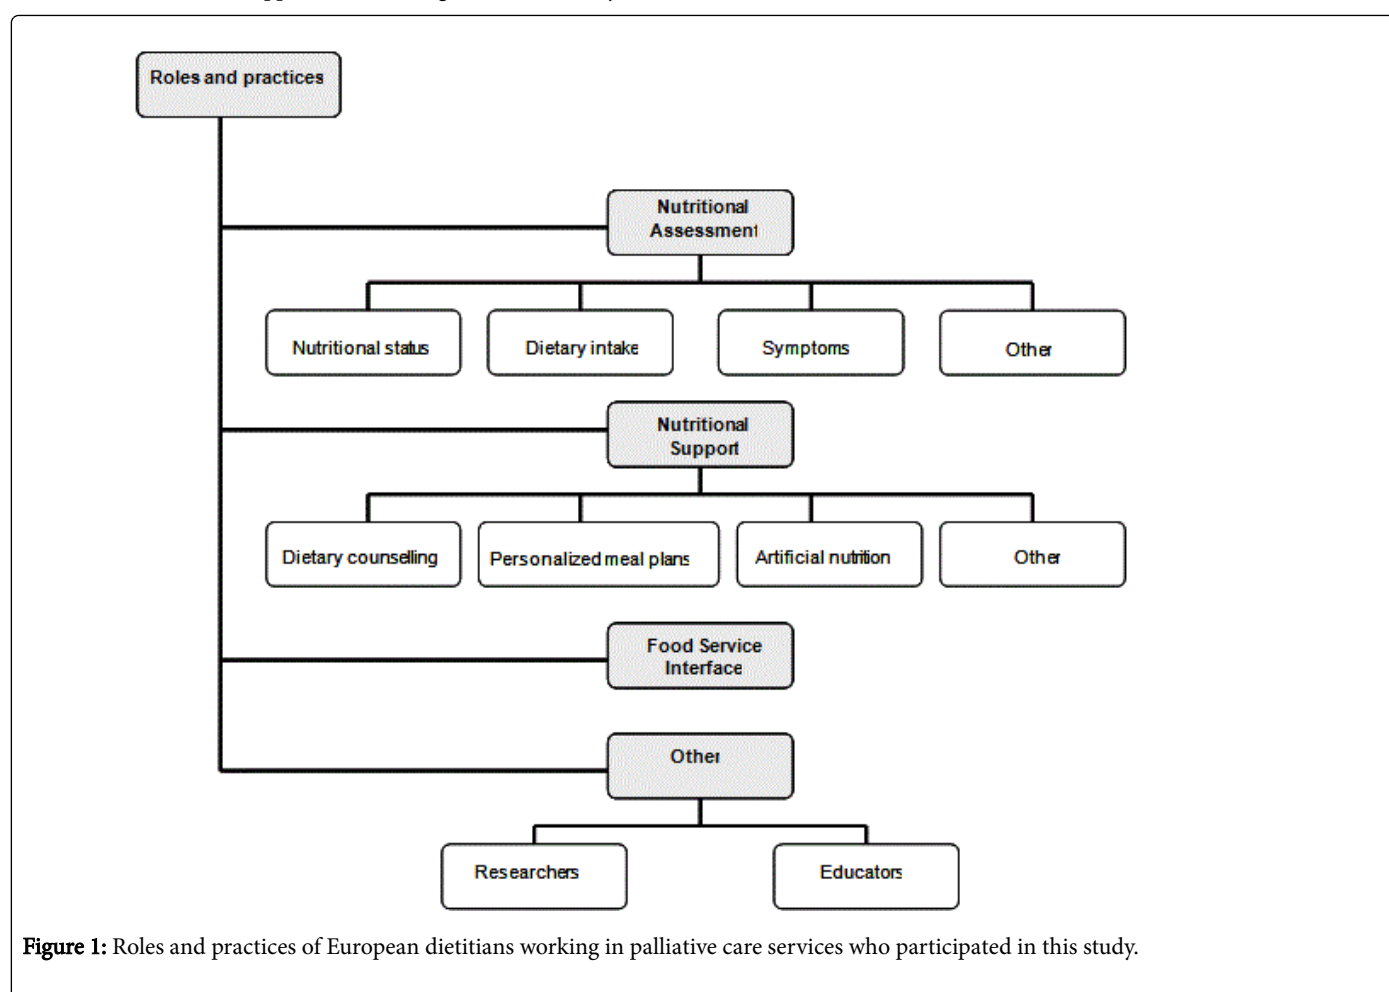 Roles and practices
Nutritional
Assessment
Nutritional status
Dietary intake
Symptoms
Other
Nutritional
Support
Dietary counselling
Personalized meal plans
Artificial nutrition
Other
Food Service
Interface
Other
Researchers
Educators
Figure 1: Roles and practices of European dietitians working in palliative care services who participated in this study.